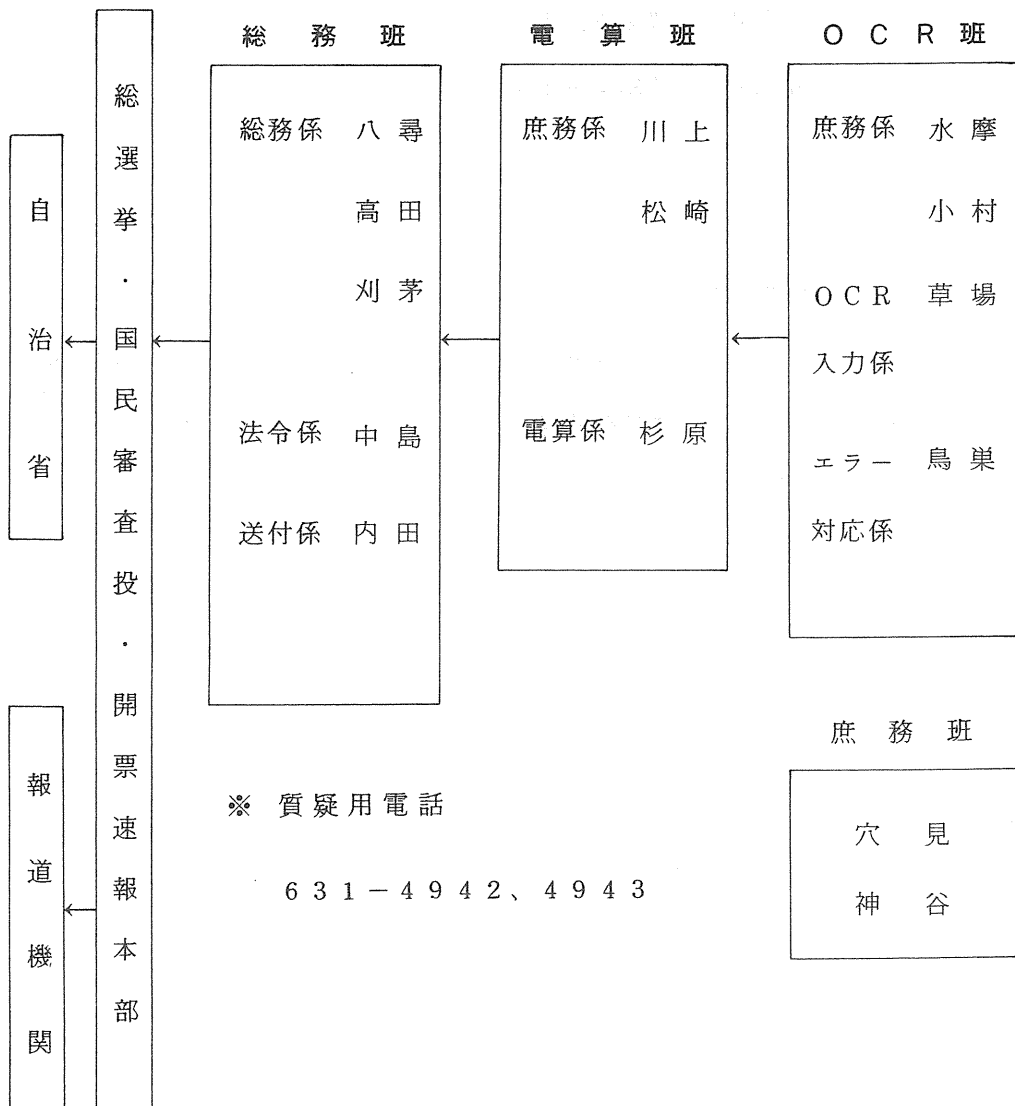 総務班
総務係 八尋
高田
刈茅
法令係 中島
送付係 内田
電算班
庶務係 川上
松崎
電算係 杉原
OCR班
庶務係 水摩
小村
OCR 草場
入力係
エラー 鳥巣
対応係
庶務班
穴見
神谷
総選挙・国民審査投・開票速報本部
自治省
報道機関
※ 質疑用電話
631-4942、4943